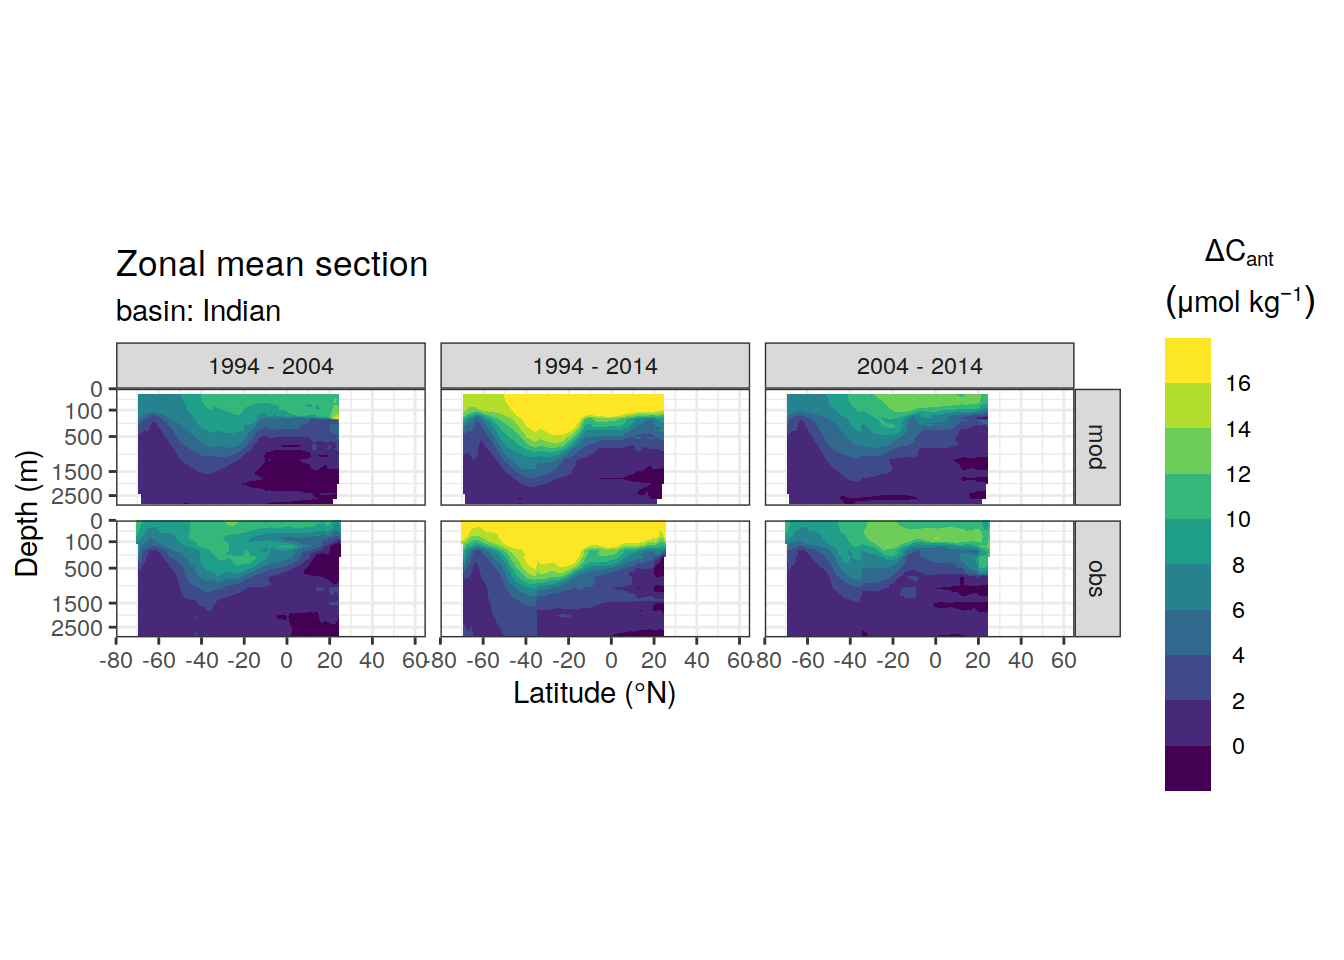 Zonal mean section
basin: Indian
1994 - 2004
1994 - 2014
2004 - 2014
Depth (m)
0
100
500
1500
2500
mod
0
100
500
1500
2500
obs
-80 -60 -40 -20 0 20 40 60
-80 -60 -40 -20 0 20 40 60
-80 -60 -40 -20 0 20 40 60
Latitude (°N)
ΔCant
(μmol kg−1)
16
14
12
10
8
6
4
2
0